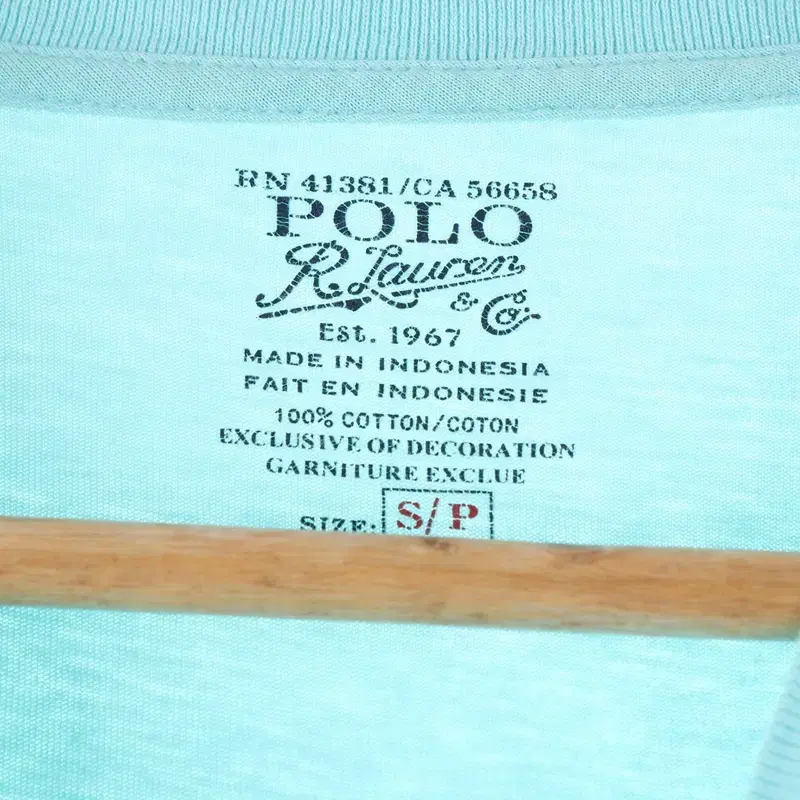 RN 41381/CA 56658
POLO
R. Lauren
& Co.
Est. 1967
MADE IN INDONESIA
FAIT EN INDONESIE
100% COTTON/COTON
EXCLUSIVE OF DECORATION
GARNITURE EXCLUE
SIZE: S/P